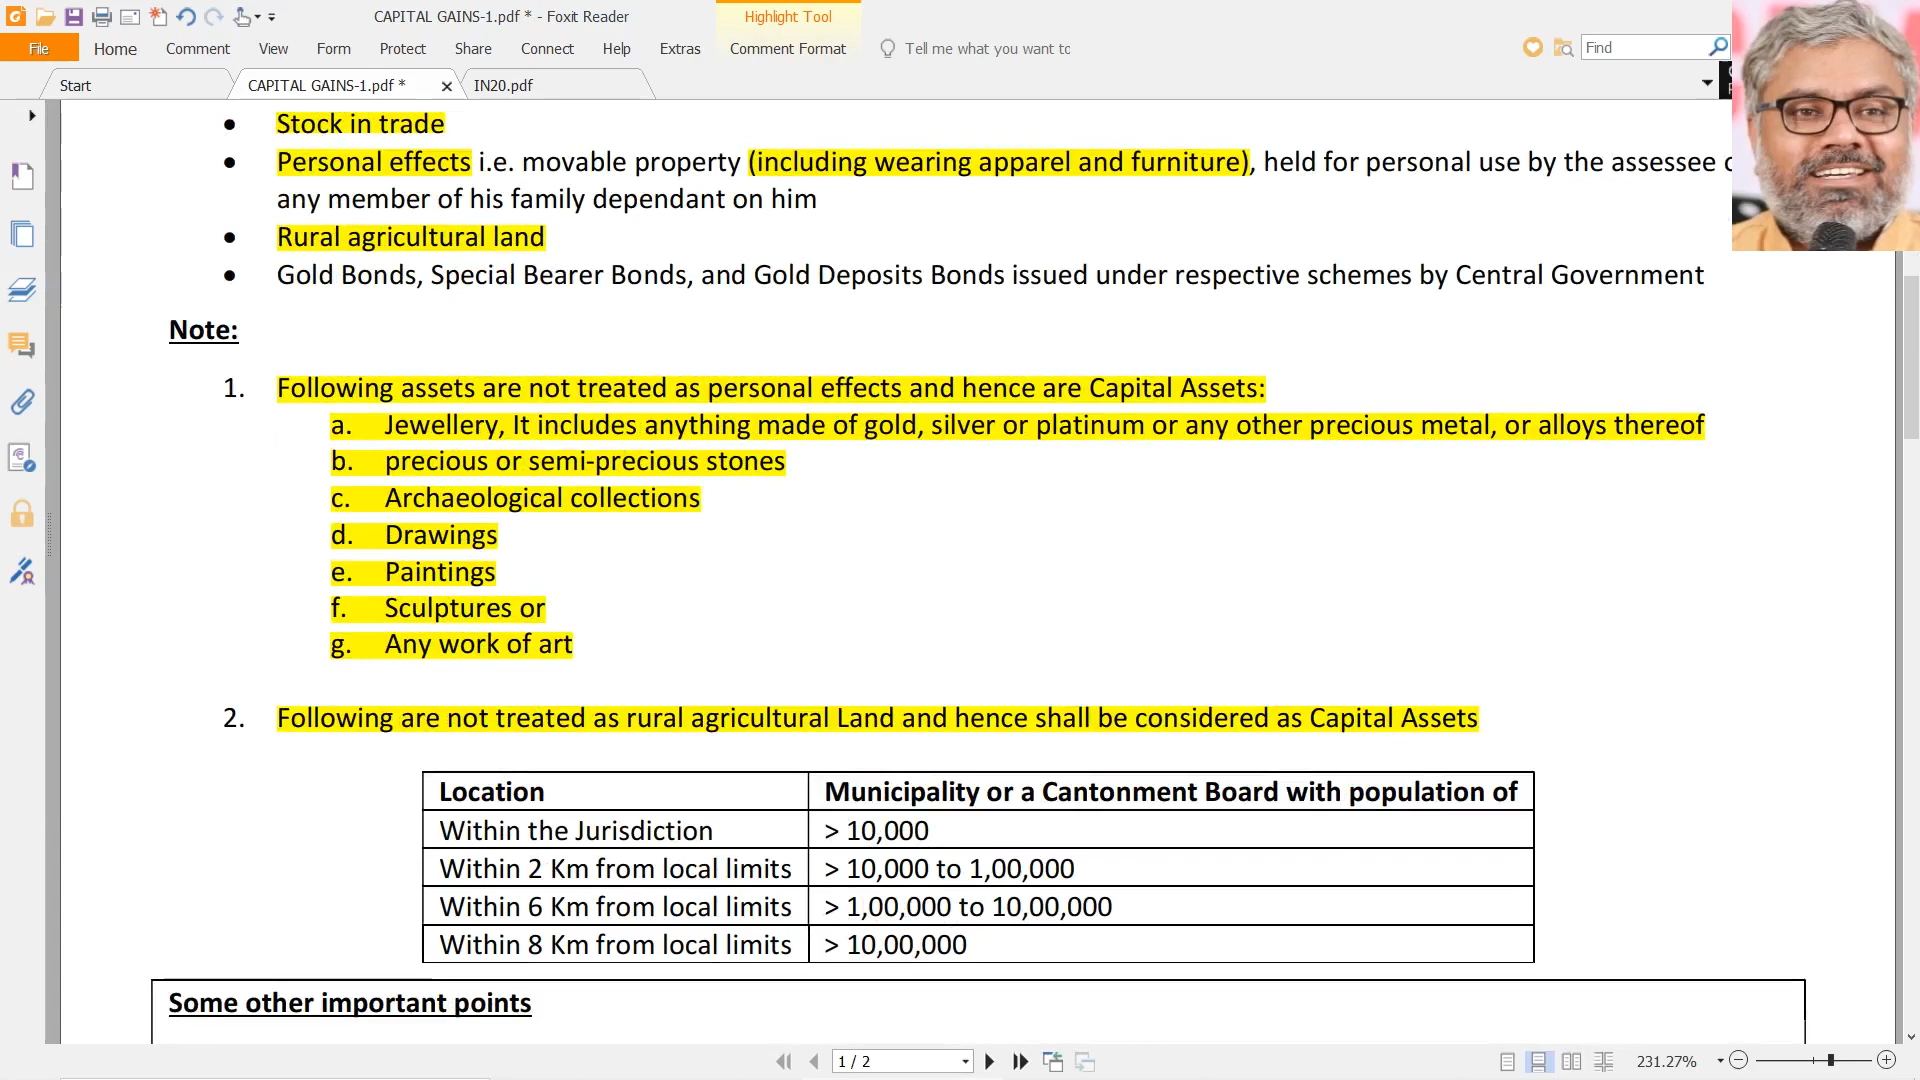 CAPITAL GAINS-1.pdf * - Foxit Reader
Highlight Tool
File Home Comment View Form Protect Share Connect Help Extras Comment Format Tell me what you want to
Find
Start CAPITAL GAINS-1.pdf * IN20.pdf
• Stock in trade
• Personal effects i.e. movable property (including wearing apparel and furniture), held for personal use by the assessee
any member of his family dependant on him
• Rural agricultural land
• Gold Bonds, Special Bearer Bonds, and Gold Deposits Bonds issued under respective schemes by Central Government
Note:
1. Following assets are not treated as personal effects and hence are Capital Assets:
a. Jewellery, It includes anything made of gold, silver or platinum or any other precious metal, or alloys thereof
b. precious or semi-precious stones
c. Archaeological collections
d. Drawings
e. Paintings
f. Sculptures or
g. Any work of art
2. Following are not treated as rural agricultural Land and hence shall be considered as Capital Assets
Location Municipality or a Cantonment Board with population of
Within the Jurisdiction > 10,000
Within 2 Km from local limits > 10,000 to 1,00,000
Within 6 Km from local limits > 1,00,000 to 10,00,000
Within 8 Km from local limits > 10,00,000
Some other important points
1 / 2
231.27%